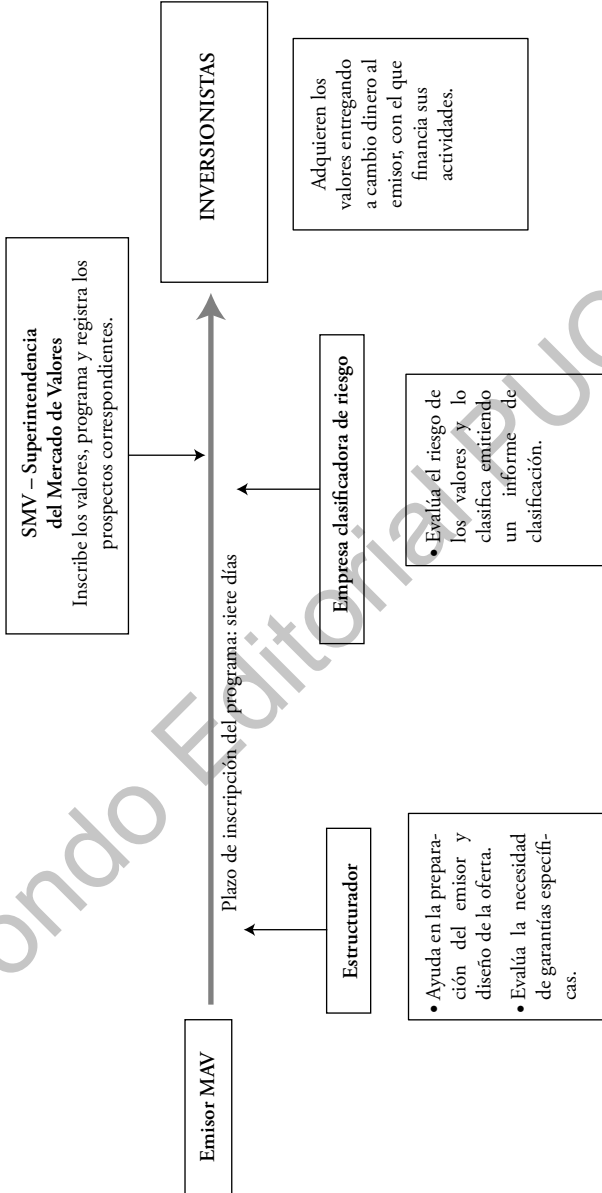 SMV – Superintendencia
del Mercado de Valores
Inscribe los valores, programa y registra los
prospectos correspondientes.
Emisor MAV
INVERSIONISTAS
Plazo de inscripción del programa: siete días
Estructurador
Empresa clasificadora de riesgo
Adquieren los
valores entregando
a cambio dinero al
emisor, con el que
financia sus
actividades.
• Ayuda en la prepara-
ción del emisor y
diseño de la oferta.
• Evalúa la necesidad
de garantías específi-
cas.
• Evalúa el riesgo de
los valores y lo
clasifica emitiendo
un informe de
clasificación.
ondo Editorial PUC